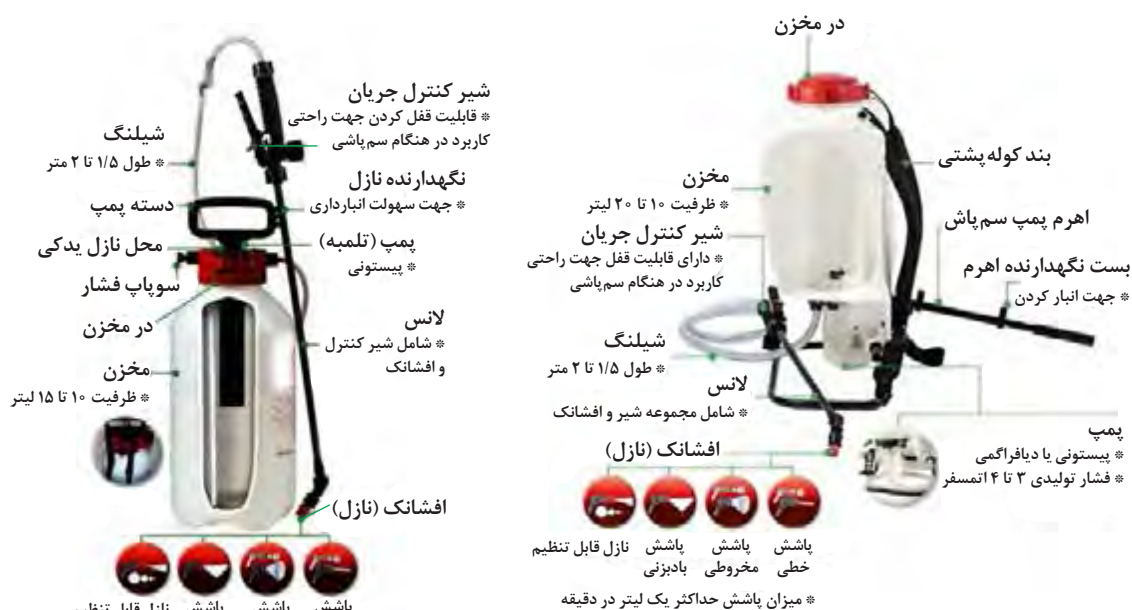 در مخزن
بند کوله پشتی
اهرم پمپ سم‌پاش
بست نگهدارنده اهرم
* جهت انبار کردن
مخزن
* ظرفیت ۱۰ تا ۲۰ لیتر
شیر کنترل جریان
* دارای قابلیت قفل جهت راحتی
کاربرد در هنگام سم‌پاشی
شیلنگ
* طول ۱/۵ تا ۲ متر
لانس
* شامل مجموعه شیر و افشانک
پمپ
* پیستونی یا دیافراگمی
* فشار تولیدی ۳ تا ۴ اتمسفر
افشانک (نازل)
پاشش خطی
پاشش مخروطی
پاشش بادبزنی
نازل قابل تنظیم
* میزان پاشش حداکثر یک لیتر در دقیقه
شیر کنترل جریان
* قابلیت قفل کردن جهت راحتی
کاربرد در هنگام سم‌پاشی
نگهدارنده نازل
* جهت سهولت انبارداری
پمپ (تلمبه)
* پیستونی
لانس
* شامل شیر کنترل
و افشانک
شیلنگ
* طول ۱/۵ تا ۲ متر
دسته پمپ
محل نازل یدکی
سوپاپ فشار
در مخزن
مخزن
* ظرفیت ۱۰ تا ۱۵ لیتر
افشانک (نازل)
پاشش
پاشش
پاشش
نازل قابل تنظیم